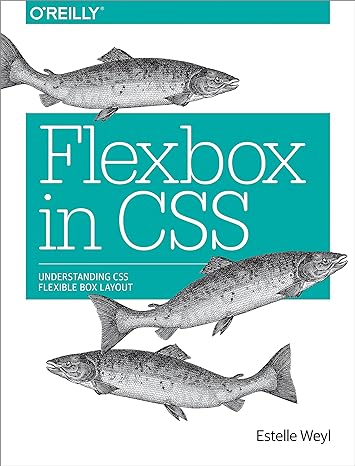 O'REILLY®
Flexbox
in CSS
UNDERSTANDING CSS
FLEXIBLE BOX LAYOUT
Estelle Weyl